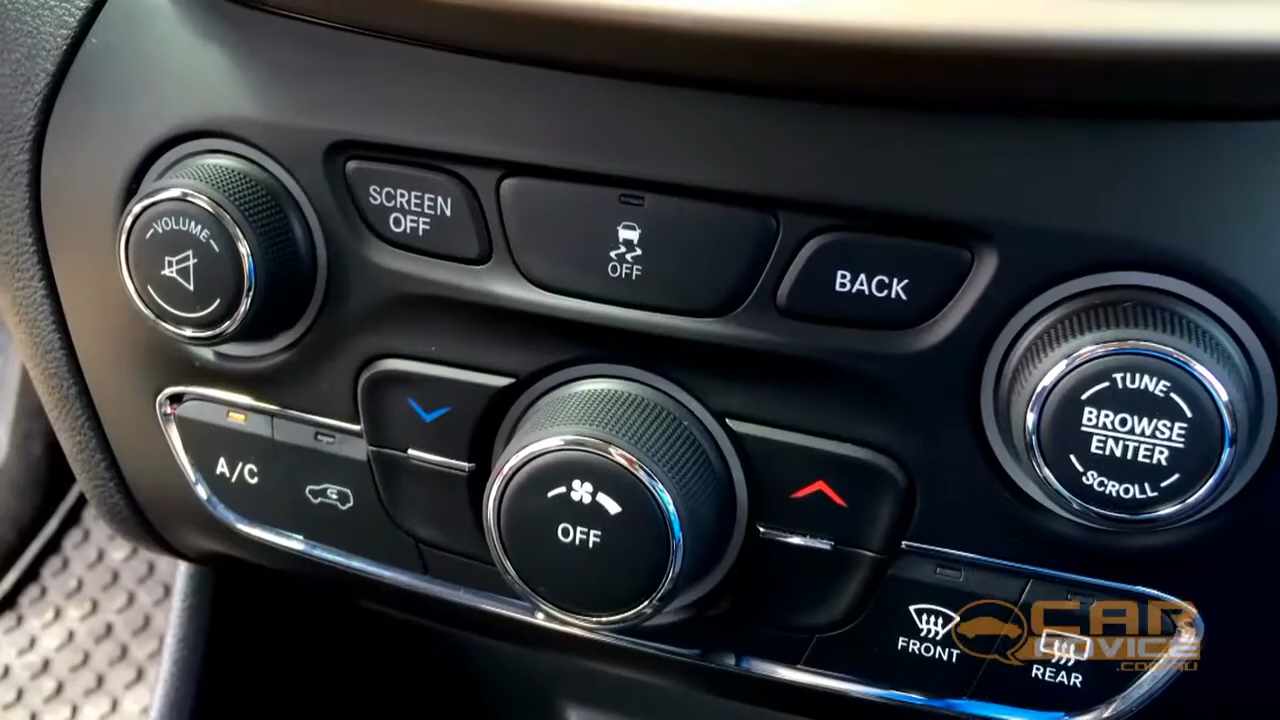 VOLUME
SCREEN
OFF
OFF
BACK
TUNE
BROWSE
ENTER
SCROLL
A/C
OFF
FRONT
REAR
CAR
ADVICE
.COM.AU